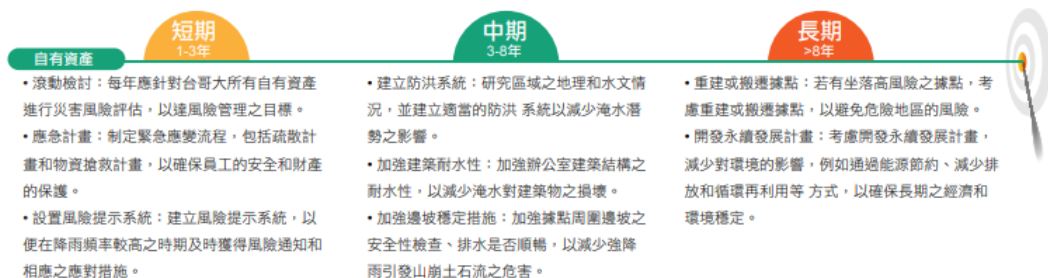 自有資產
短期
1-3年
• 滾動檢討：每年應針對台哥大所有自有資產
進行災害風險評估，以達風險管理之目標。
• 應急計畫：制定緊急應變流程，包括疏散計
畫和物資搶救計畫，以確保員工的安全和財產
的保護。
• 設置風險提示系統：建立風險提示系統，以
便在降雨頻率較高之時期及時獲得風險通知和
相應之應對措施。
中期
3-8年
• 建立防洪系統：研究區域之地理和水文情
況，並建立適當的防洪 系統以減少淹水潛
勢之影響。
• 加強建築耐水性：加強辦公室建築結構之
耐水性，以減少淹水對建築物之損壞。
• 加強邊坡穩定措施：加強據點周圍邊坡之
安全性檢查、排水是否順暢，以減少強降
雨引發山崩土石流之危害。
長期
>8年
• 重建或搬遷據點：若有坐落高風險之據點，考
慮重建或搬遷據點，以避免危險地區的風險。
• 開發永續發展計畫：考慮開發永續發展計畫，
減少對環境的影響，例如通過能源節約、減少排
放和循環再利用等 方式，以確保長期之經濟和
環境穩定。